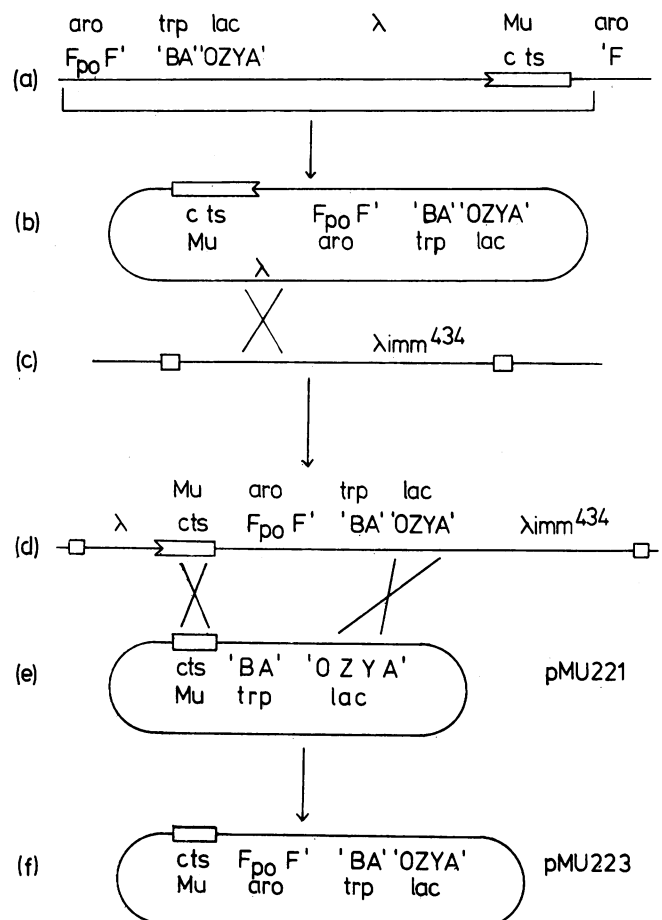 aro trp lac λ Mu aro
(a) Fpo F' 'BA''OZYA' c ts 'F
(b) c ts Fpo F' 'BA''OZYA'
Mu aro trp lac
λ
(c) λimm434
Mu aro trp lac
(d) λ cts Fpo F' 'BA''OZYA' λimm434
(e) cts 'BA' 'O Z Y A' pMU221
Mu trp lac
(f) cts Fpo F' 'BA''OZYA' pMU223
Mu aro trp lac